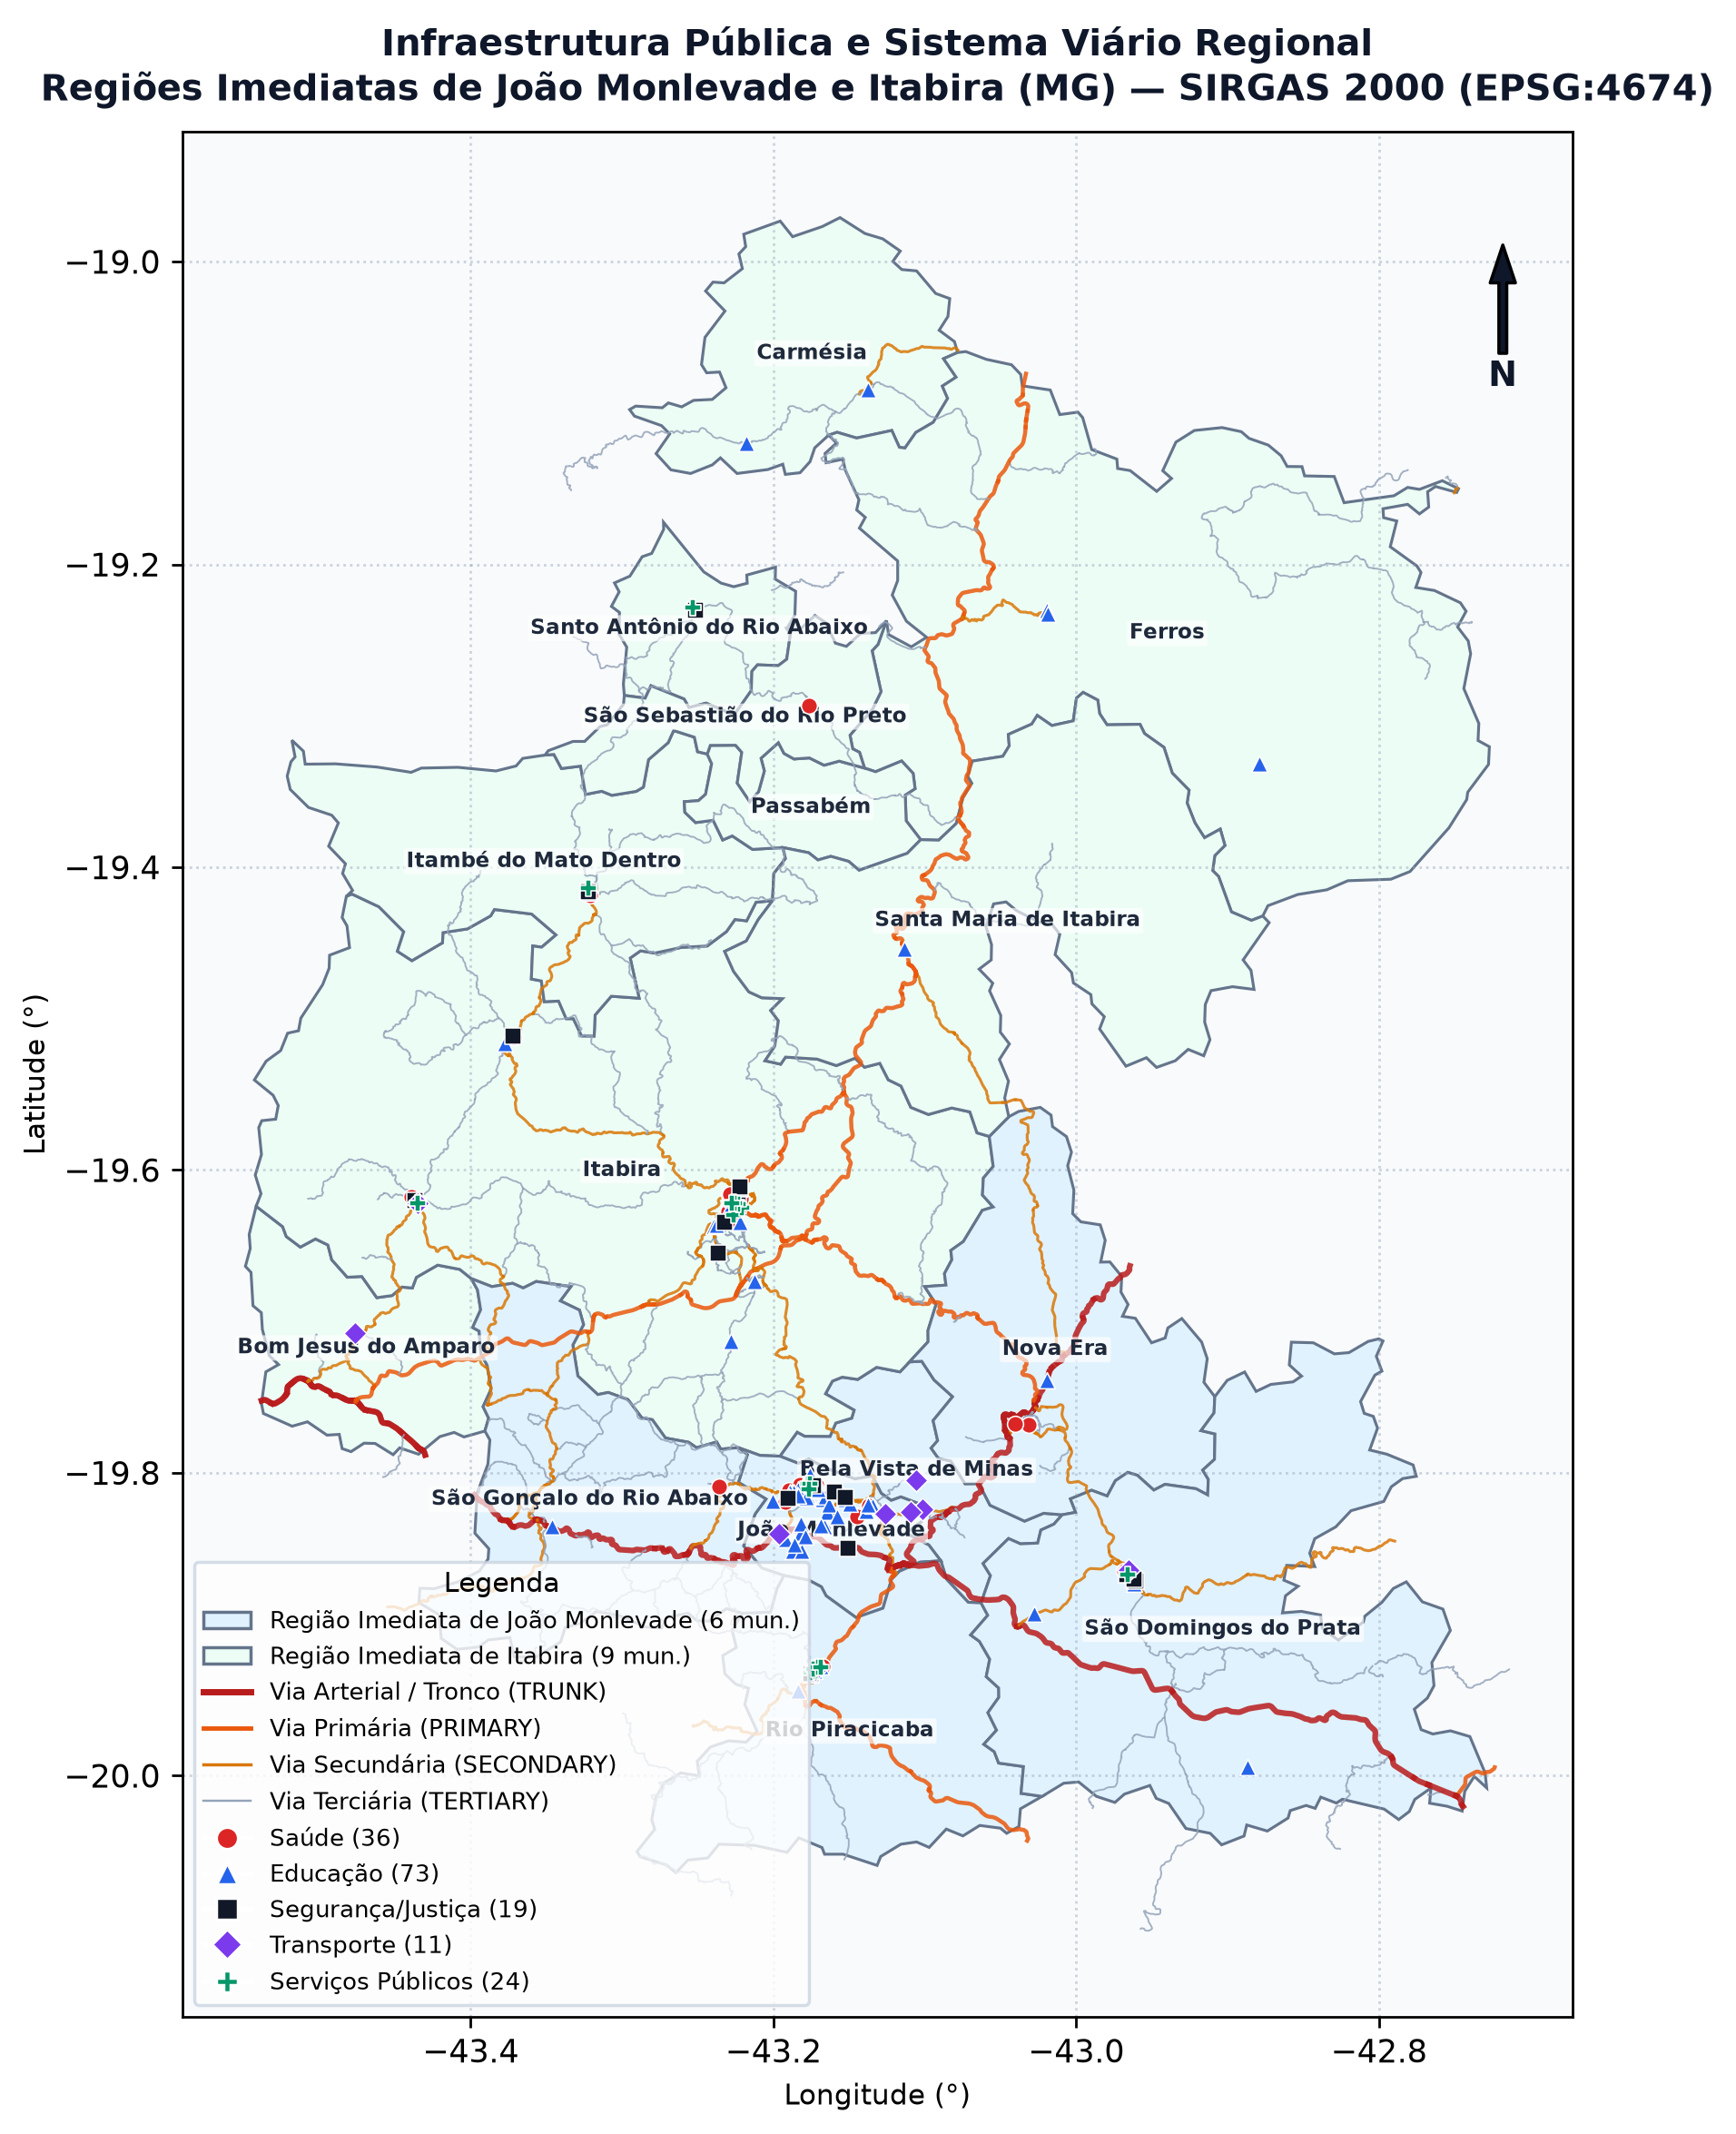 Infraestrutura Pública e Sistema Viário Regional
Regiões Imediatas de João Monlevade e Itabira (MG) — SIRGAS 2000 (EPSG:4674)
−19.0
−19.2
−19.4
−19.6
−19.8
−20.0
Latitude (°)
N
Carmésia
Santo Antônio do Rio Abaixo
Ferros
São Sebastião do Rio Preto
Passabém
Itambé do Mato Dentro
Santa Maria de Itabira
Itabira
Bom Jesus do Amparo
Nova Era
Bela Vista de Minas
São Gonçalo do Rio Abaixo
João Monlevade
São Domingos do Prata
Rio Piracicaba
Legenda
Região Imediata de João Monlevade (6 mun.)
Região Imediata de Itabira (9 mun.)
Via Arterial / Tronco (TRUNK)
Via Primária (PRIMARY)
Via Secundária (SECONDARY)
Via Terciária (TERTIARY)
Saúde (36)
Educação (73)
Segurança/Justiça (19)
Transporte (11)
Serviços Públicos (24)
−43.4
−43.2
−43.0
−42.8
Longitude (°)